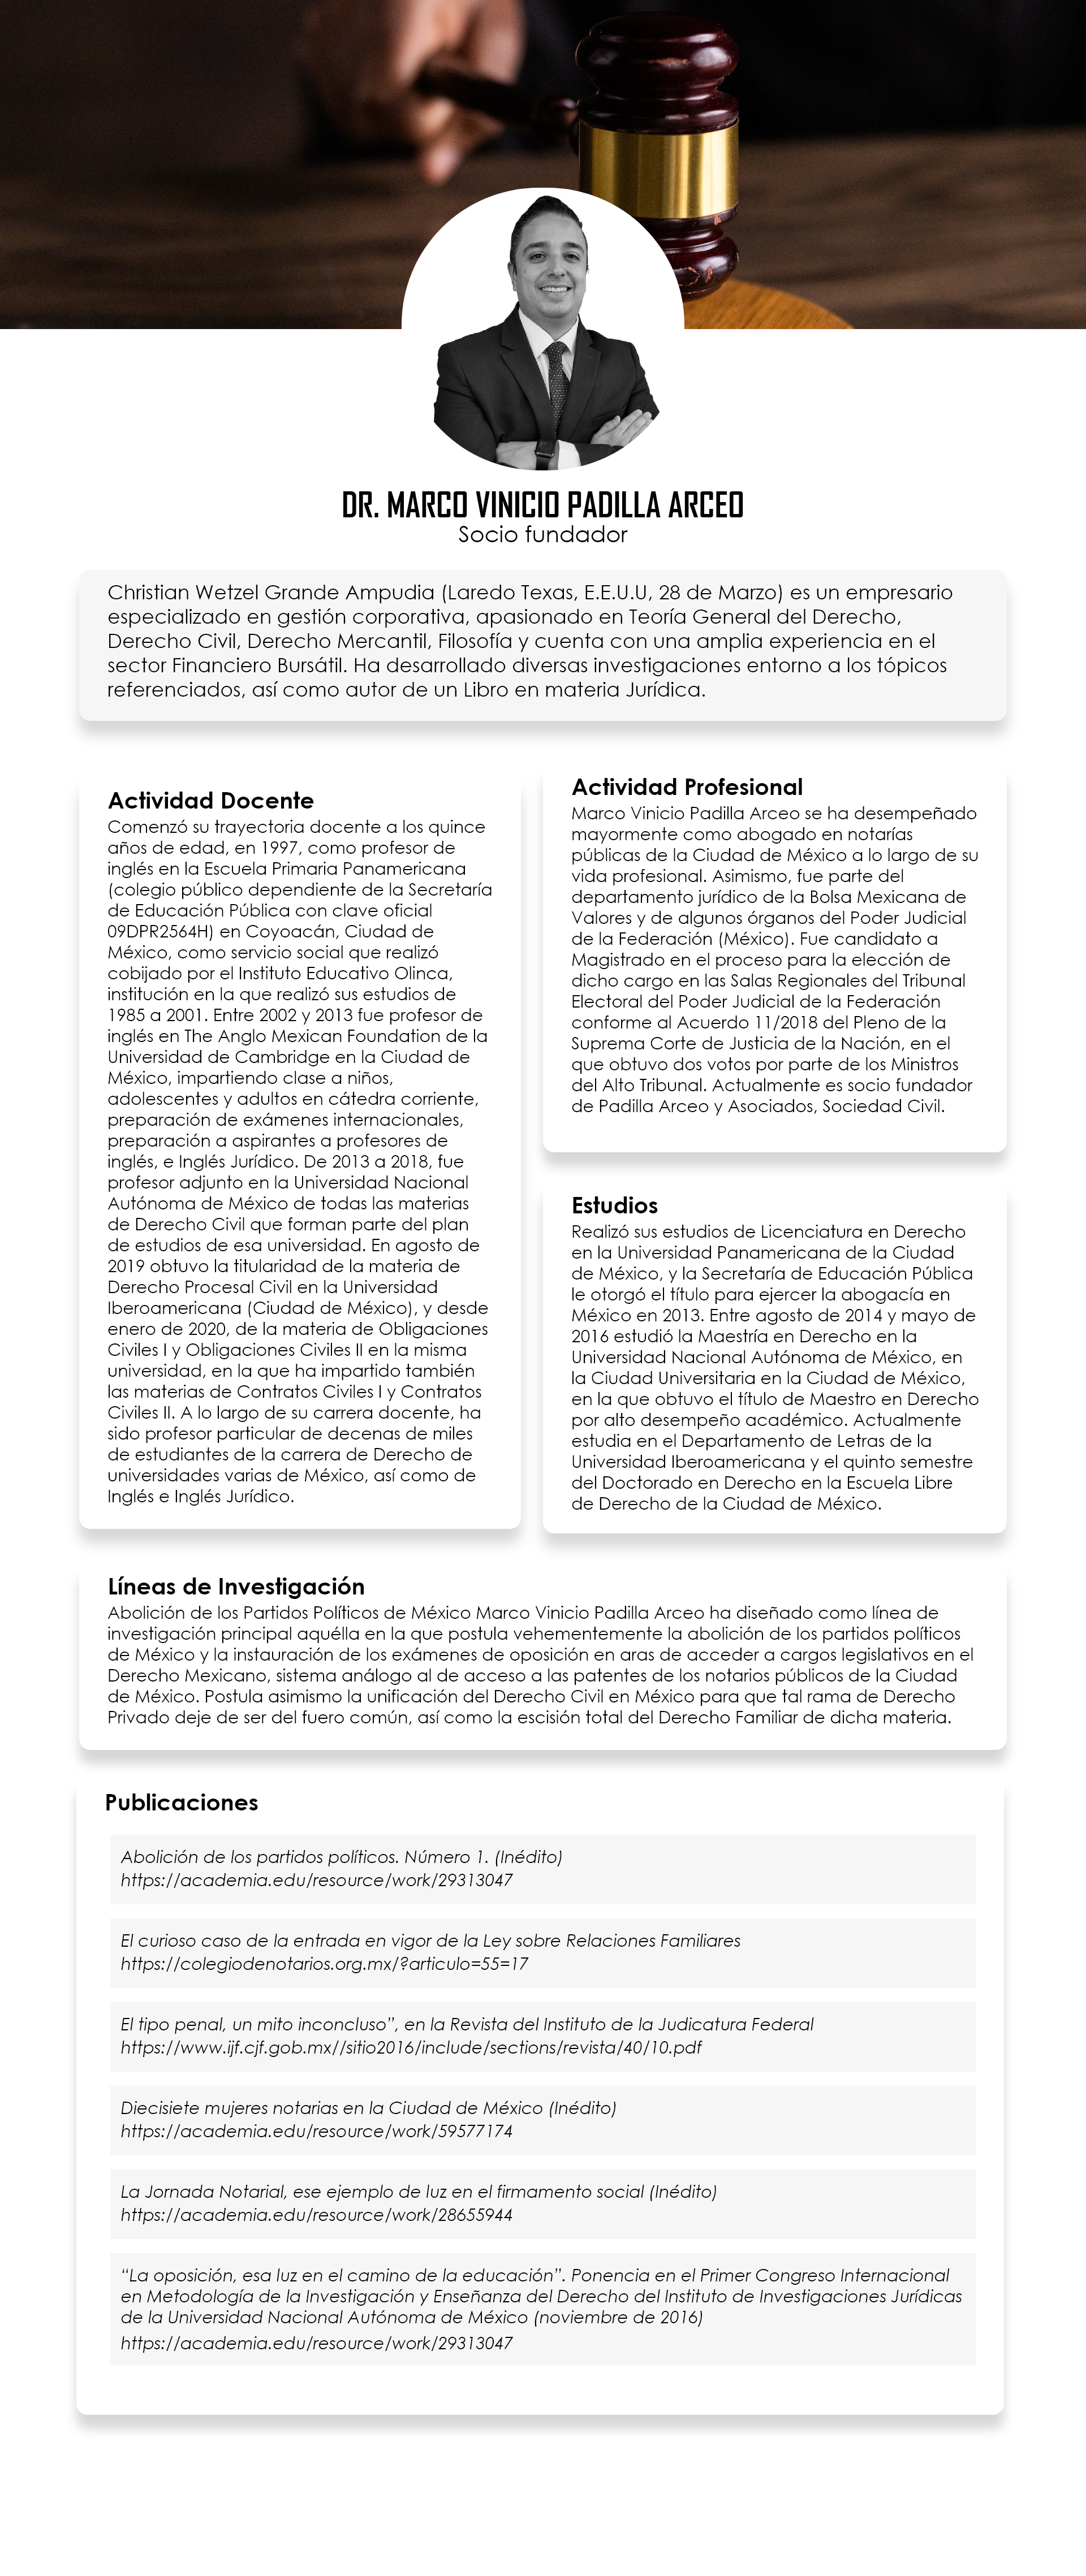 DR. MARCO VINICIO PADILLA ARCEO
Socio fundador
Christian Wetzel Grande Ampudia (Laredo Texas, E.E.U.U, 28 de Marzo) es un empresario
especializado en gestión corporativa, apasionado en Teoría General del Derecho,
Derecho Civil, Derecho Mercantil, Filosofía y cuenta con una amplia experiencia en el
sector Financiero Bursátil. Ha desarrollado diversas investigaciones entorno a los tópicos
referenciados, así como autor de un Libro en materia Jurídica.
Actividad Docente
Comenzó su trayectoria docente a los quince
años de edad, en 1997, como profesor de
inglés en la Escuela Primaria Panamericana
(colegio público dependiente de la Secretaría
de Educación Pública con clave oficial
09DPR2564H) en Coyoacán, Ciudad de
México, como servicio social que realizó
cobijado por el Instituto Educativo Olinca,
institución en la que realizó sus estudios de
1985 a 2001. Entre 2002 y 2013 fue profesor de
inglés en The Anglo Mexican Foundation de la
Universidad de Cambridge en la Ciudad de
México, impartiendo clase a niños,
adolescentes y adultos en cátedra corriente,
preparación de exámenes internacionales,
preparación a aspirantes a profesores de
inglés, e Inglés Jurídico. De 2013 a 2018, fue
profesor adjunto en la Universidad Nacional
Autónoma de México de todas las materias
de Derecho Civil que forman parte del plan
de estudios de esa universidad. En agosto de
2019 obtuvo la titularidad de la materia de
Derecho Procesal Civil en la Universidad
Iberoamericana (Ciudad de México), y desde
enero de 2020, de la materia de Obligaciones
Civiles I y Obligaciones Civiles II en la misma
universidad, en la que ha impartido también
las materias de Contratos Civiles I y Contratos
Civiles II. A lo largo de su carrera docente, ha
sido profesor particular de decenas de miles
de estudiantes de la carrera de Derecho de
universidades varias de México, así como de
Inglés e Inglés Jurídico.
Actividad Profesional
Marco Vinicio Padilla Arceo se ha desempeñado
mayormente como abogado en notarías
públicas de la Ciudad de México a lo largo de su
vida profesional. Asimismo, fue parte del
departamento jurídico de la Bolsa Mexicana de
Valores y de algunos órganos del Poder Judicial
de la Federación (México). Fue candidato a
Magistrado en el proceso para la elección de
dicho cargo en las Salas Regionales del Tribunal
Electoral del Poder Judicial de la Federación
conforme al Acuerdo 11/2018 del Pleno de la
Suprema Corte de Justicia de la Nación, en el
que obtuvo dos votos por parte de los Ministros
del Alto Tribunal. Actualmente es socio fundador
de Padilla Arceo y Asociados, Sociedad Civil.
Estudios
Realizó sus estudios de Licenciatura en Derecho
en la Universidad Panamericana de la Ciudad
de México, y la Secretaría de Educación Pública
le otorgó el título para ejercer la abogacía en
México en 2013. Entre agosto de 2014 y mayo de
2016 estudió la Maestría en Derecho en la
Universidad Nacional Autónoma de México, en
la Ciudad Universitaria en la Ciudad de México,
en la que obtuvo el título de Maestro en Derecho
por alto desempeño académico. Actualmente
estudia en el Departamento de Letras de la
Universidad Iberoamericana y el quinto semestre
del Doctorado en Derecho en la Escuela Libre
de Derecho de la Ciudad de México.
Líneas de Investigación
Abolición de los Partidos Políticos de México Marco Vinicio Padilla Arceo ha diseñado como línea de
investigación principal aquélla en la que postula vehementemente la abolición de los partidos políticos
de México y la instauración de los exámenes de oposición en aras de acceder a cargos legislativos en el
Derecho Mexicano, sistema análogo al de acceso a las patentes de los notarios públicos de la Ciudad
de México. Postula asimismo la unificación del Derecho Civil en México para que tal rama de Derecho
Privado deje de ser del fuero común, así como la escisión total del Derecho Familiar de dicha materia.
Publicaciones
Abolición de los partidos políticos. Número 1. (Inédito)
https://academia.edu/resource/work/29313047
El curioso caso de la entrada en vigor de la Ley sobre Relaciones Familiares
https://colegiodenotarios.org.mx/?articulo=55=17
El tipo penal, un mito inconcluso”, en la Revista del Instituto de la Judicatura Federal
https://www.ijf.cjf.gob.mx//sitio2016/include/sections/revista/40/10.pdf
Diecisiete mujeres notarias en la Ciudad de México (Inédito)
https://academia.edu/resource/work/59577174
La Jornada Notarial, ese ejemplo de luz en el firmamento social (Inédito)
https://academia.edu/resource/work/28655944
“La oposición, esa luz en el camino de la educación”. Ponencia en el Primer Congreso Internacional
en Metodología de la Investigación y Enseñanza del Derecho del Instituto de Investigaciones Jurídicas
de la Universidad Nacional Autónoma de México (noviembre de 2016)
https://academia.edu/resource/work/29313047